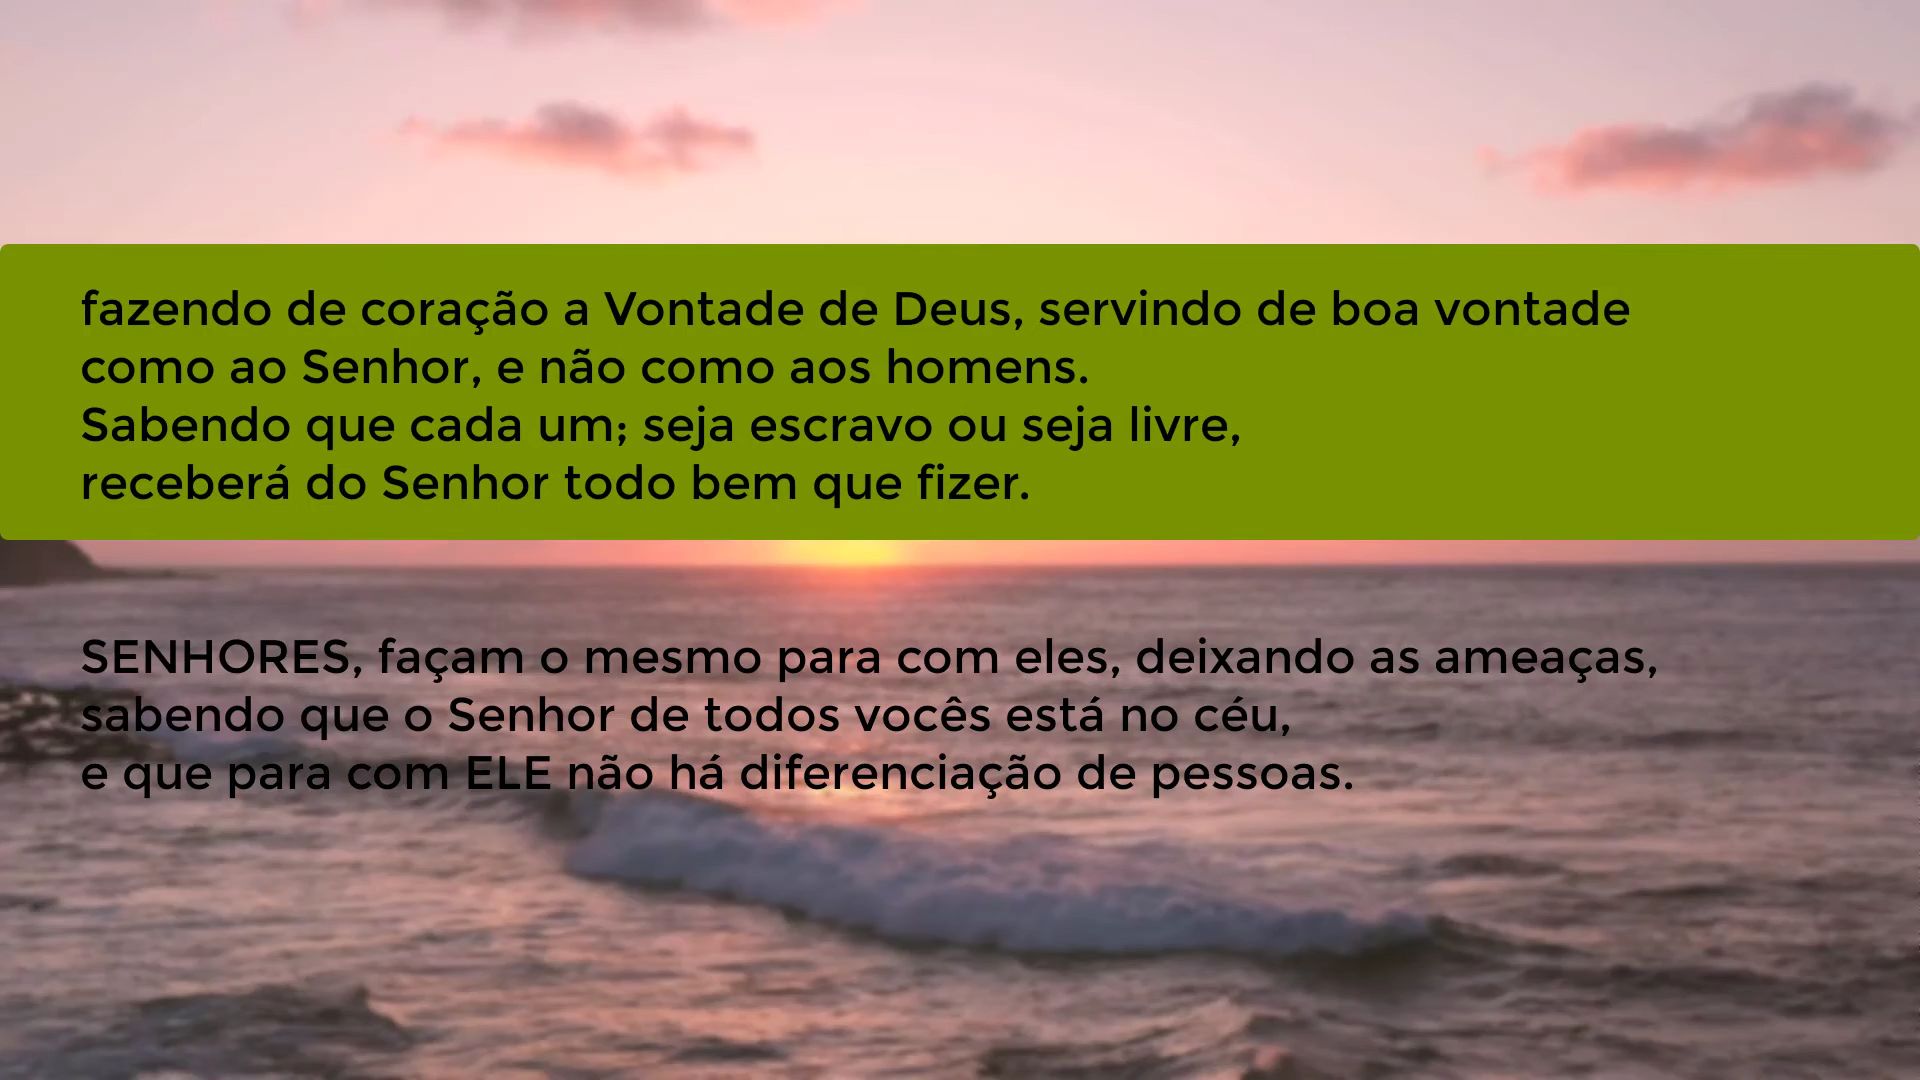 fazendo de coração a Vontade de Deus, servindo de boa vontade
como ao Senhor, e não como aos homens.
Sabendo que cada um; seja escravo ou seja livre,
receberá do Senhor todo bem que fizer.
SENHORES, façam o mesmo para com eles, deixando as ameaças,
sabendo que o Senhor de todos vocês está no céu,
e que para com ELE não há diferenciação de pessoas.